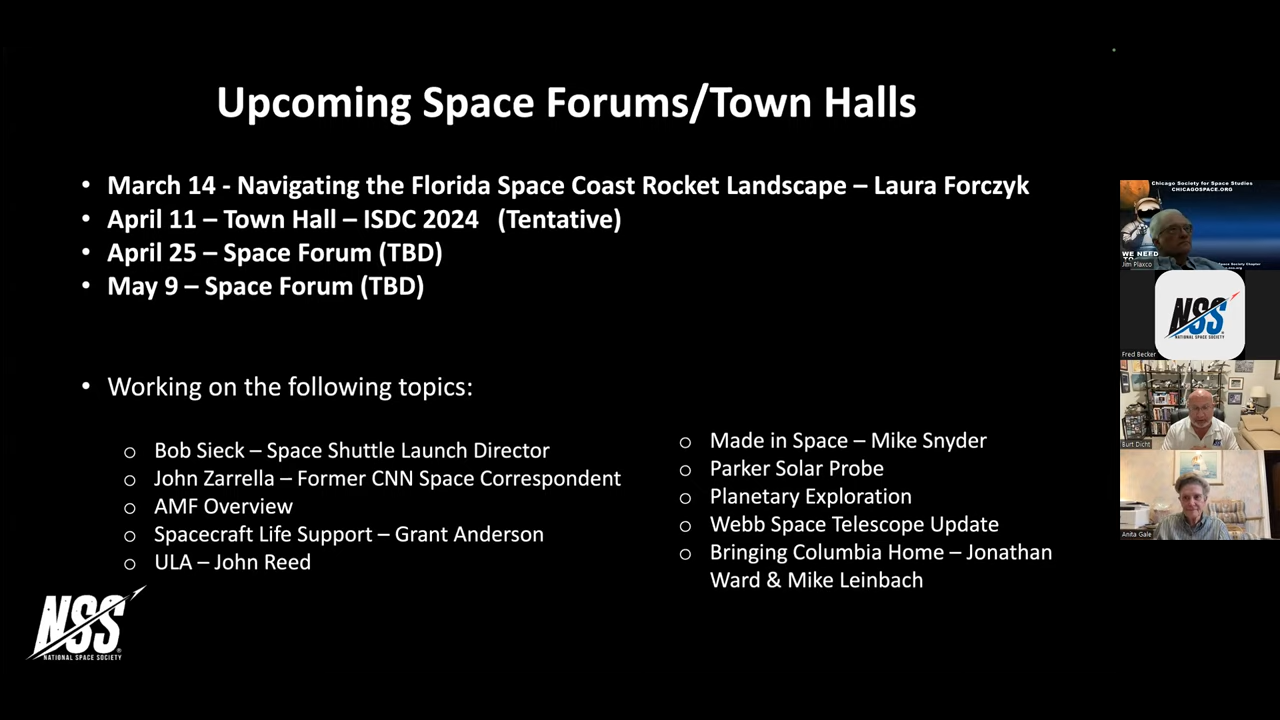 Upcoming Space Forums/Town Halls
• March 14 - Navigating the Florida Space Coast Rocket Landscape – Laura Forczyk
• April 11 – Town Hall – ISDC 2024 (Tentative)
• April 25 – Space Forum (TBD)
• May 9 – Space Forum (TBD)
• Working on the following topics:
o Bob Sieck – Space Shuttle Launch Director
o John Zarrella – Former CNN Space Correspondent
o AMF Overview
o Spacecraft Life Support – Grant Anderson
o ULA – John Reed
o Made in Space – Mike Snyder
o Parker Solar Probe
o Planetary Exploration
o Webb Space Telescope Update
o Bringing Columbia Home – Jonathan
Ward & Mike Leinbach
NSS
NATIONAL SPACE SOCIETY
Chicago Society for Space Studies
CHICAGOSPACE.ORG
WE NEED
Space Society Chapter
Jim Plaxco
NSS
NATIONAL SPACE SOCIETY
Fred Becker
Burt Dicht
Anita Gale